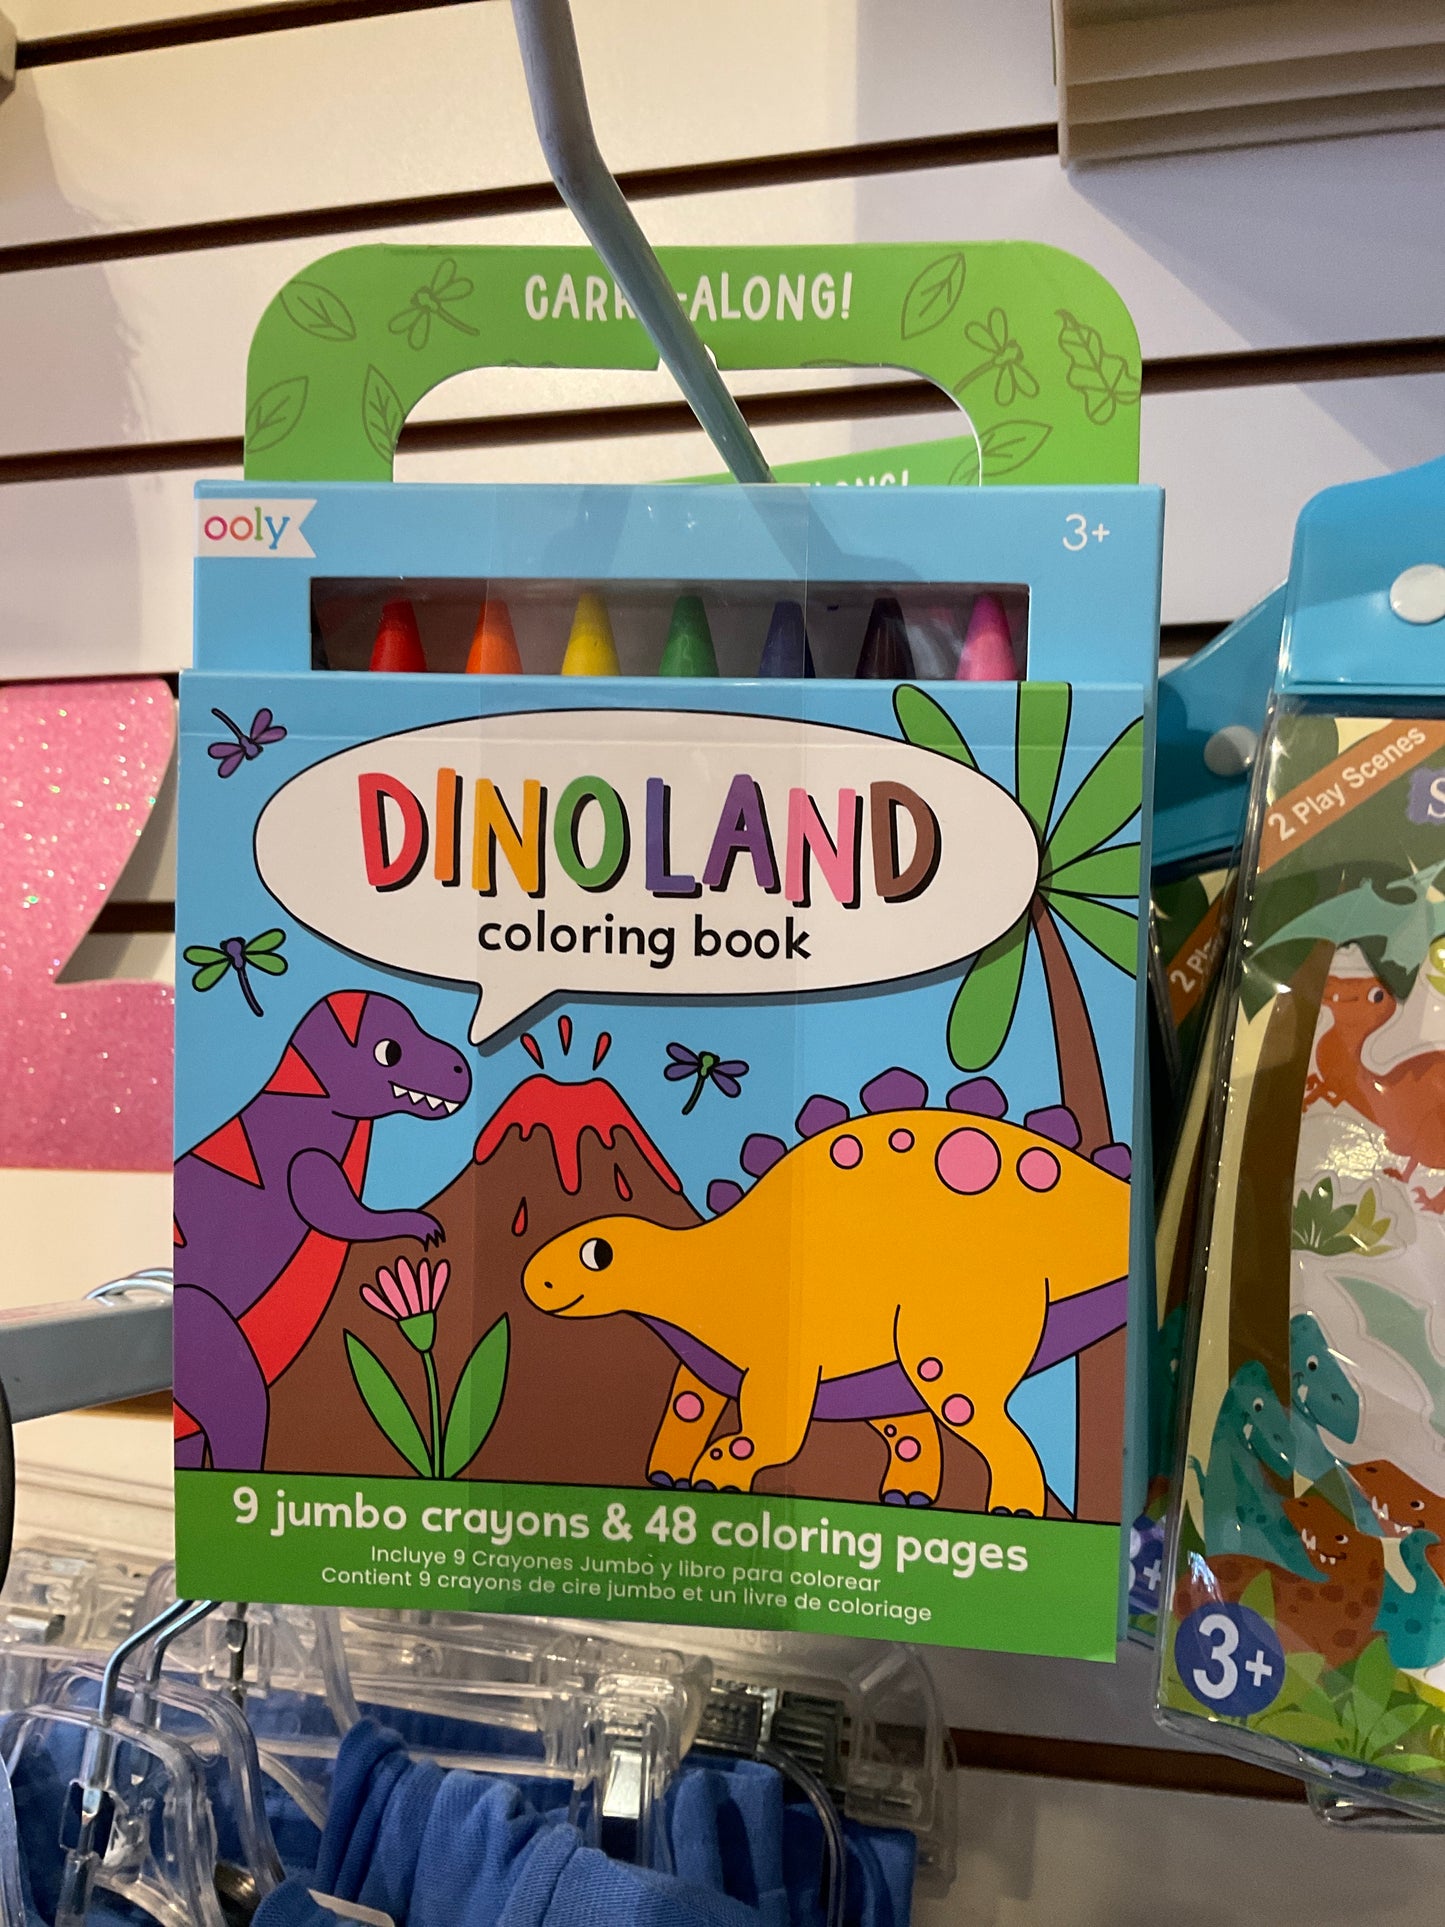 CARRY-ALONG!
ooly
3+
DINOLAND
coloring book
9 jumbo crayons & 48 coloring pages
Incluye 9 Crayones Jumbo y libro para colorear
Contient 9 crayons de cire jumbo et un livre de coloriage
2 Play Scenes
3+